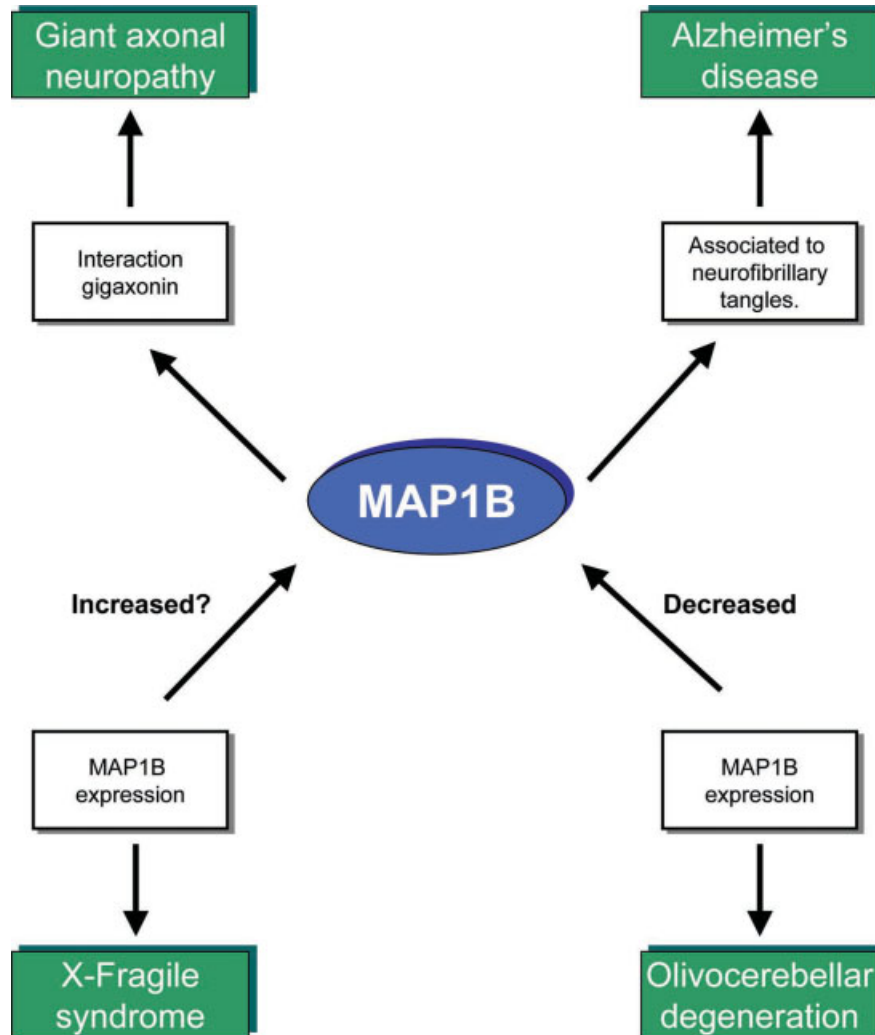 Giant axonal
neuropathy
Alzheimer's
disease
Interaction
gigaxonin
Associated to
neurofibrillary
tangles.
MAP1B
Increased?
Decreased
MAP1B
expression
MAP1B
expression
X-Fragile
syndrome
Olivocerebellar
degeneration